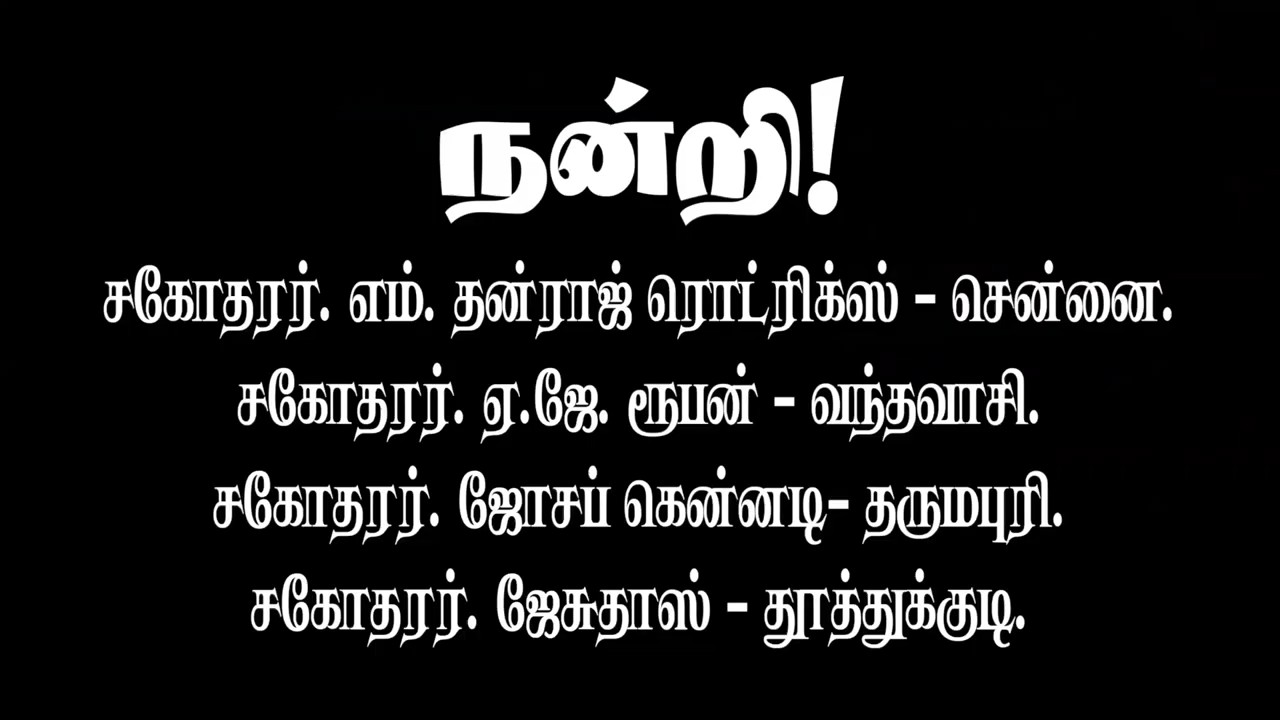 நன்றி!
சகோதரர். எம். தன்ராஜ் ரொட்ரிக்ஸ் - சென்னை.
சகோதரர். ஏ.ஜே. ரூபன் - வந்தவாசி.
சகோதரர். ஜோசப் கென்னடி- தருமபுரி.
சகோதரர். ஜேசுதாஸ் - தூத்துக்குடி.